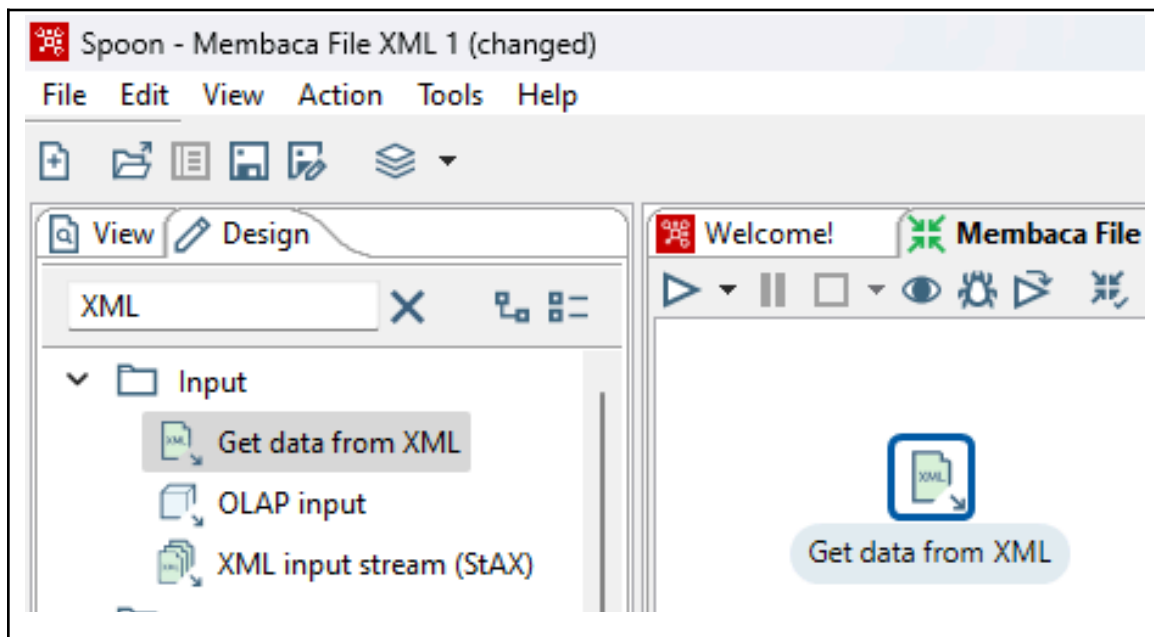 Spoon - Membaca File XML 1 (changed)
File Edit View Action Tools Help
View Design
Welcome! Membaca File
XML
Input
Get data from XML
OLAP input
XML input stream (StAX)
XML
Get data from XML